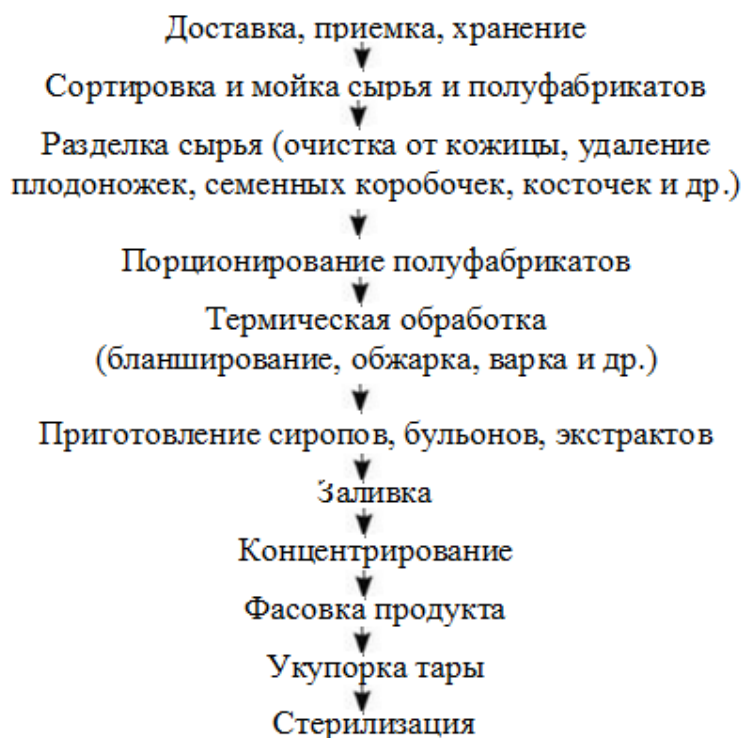 Доставка, приемка, хранение
Сортировка и мойка сырья и полуфабрикатов
Разделка сырья (очистка от кожицы, удаление
плодоножек, семенных коробочек, косточек и др.)
Порционирование полуфабрикатов
Термическая обработка
(бланширование, обжарка, варка и др.)
Приготовление сиропов, бульонов, экстрактов
Заливка
Концентрирование
Фасовка продукта
Укупорка тары
Стерилизация